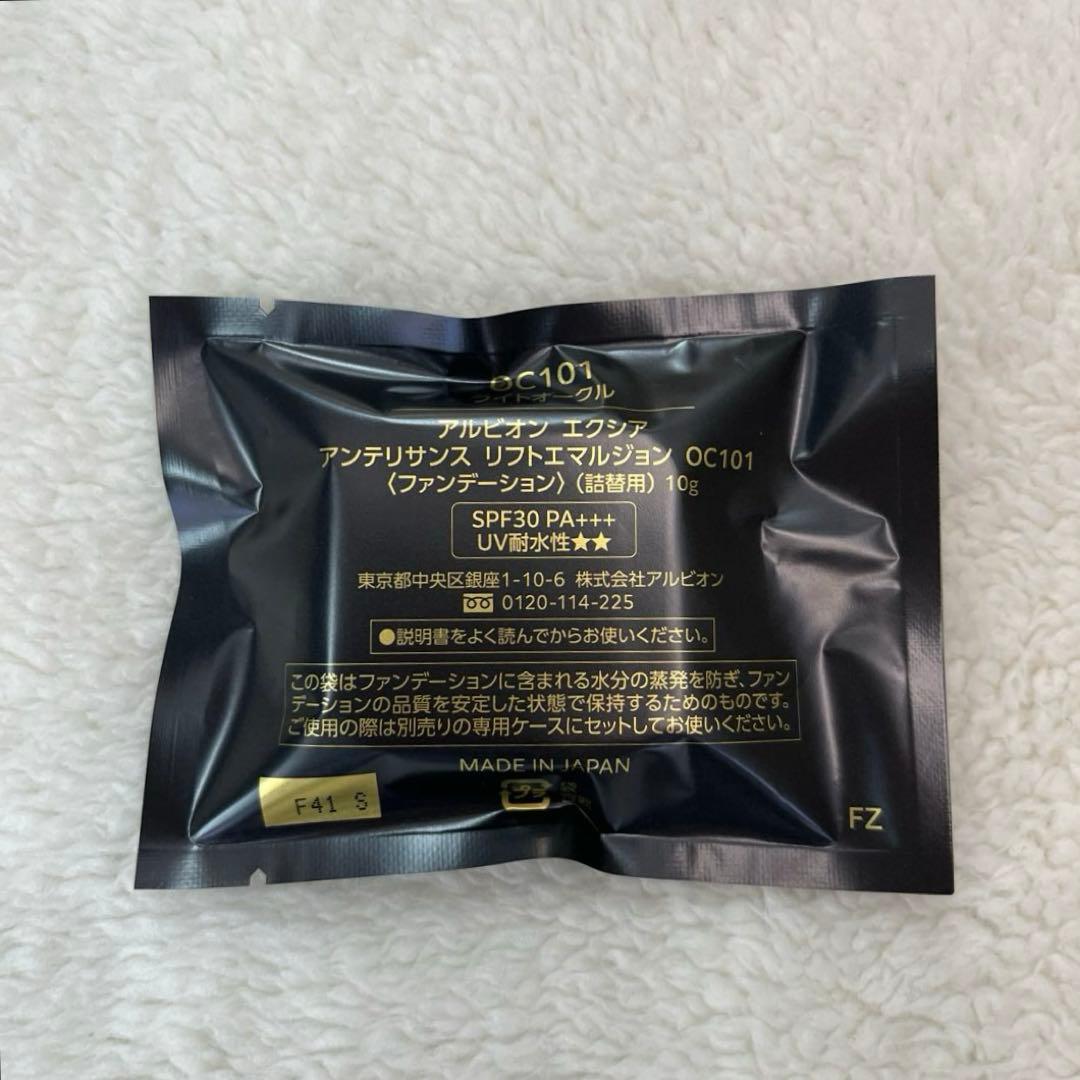 OC101
ライトオークル
アルビオン エクシア
アンテリサンス リフトエマルジョン OC101
〈ファンデーション〉（詰替用）10g
SPF30 PA+++
UV耐水性★★
東京都中央区銀座1-10-6 株式会社アルビオン
0120-114-225
●説明書をよく読んでからお使いください。
この袋はファンデーションに含まれる水分の蒸発を防ぎ、ファン
デーションの品質を安定した状態で保持するためのものです。
ご使用の際は別売りの専用ケースにセットしてお使いください。
MADE IN JAPAN
プラ
F41 S
FZ